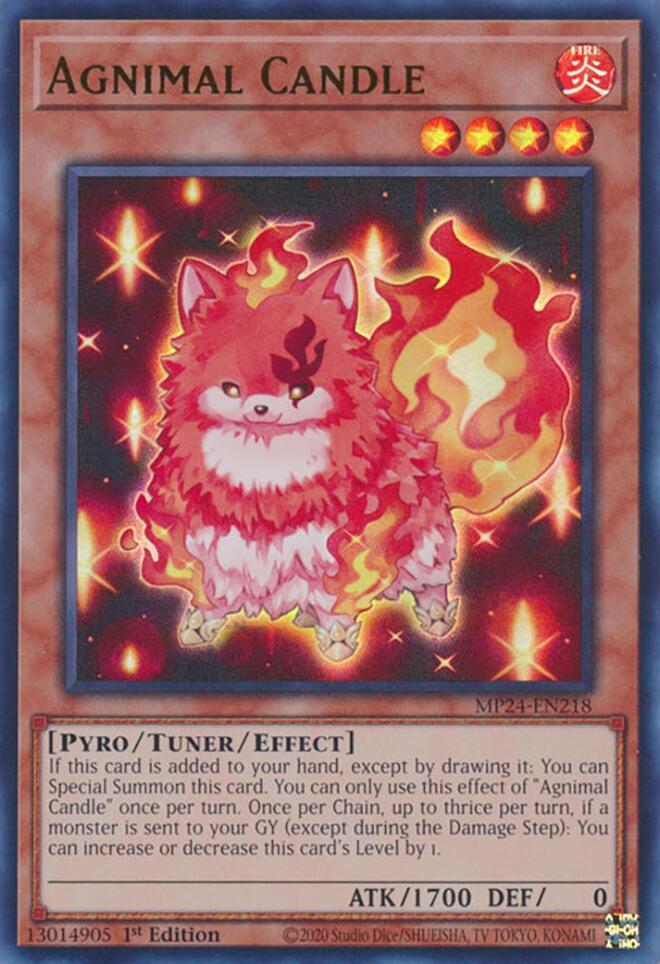 AGNIMAL CANDLE
FIRE
炎
MP24-EN218
[PYRO/TUNER/EFFECT]
If this card is added to your hand, except by drawing it: You can
Special Summon this card. You can only use this effect of "Agnimal
Candle" once per turn. Once per Chain, up to thrice per turn, if a
monster is sent to your GY (except during the Damage Step): You
can increase or decrease this card's Level by 1.
ATK/1700 DEF/ 0
13014905 1st Edition ©2020 Studio Dice/SHUEISHA, TV TOKYO, KONAMI